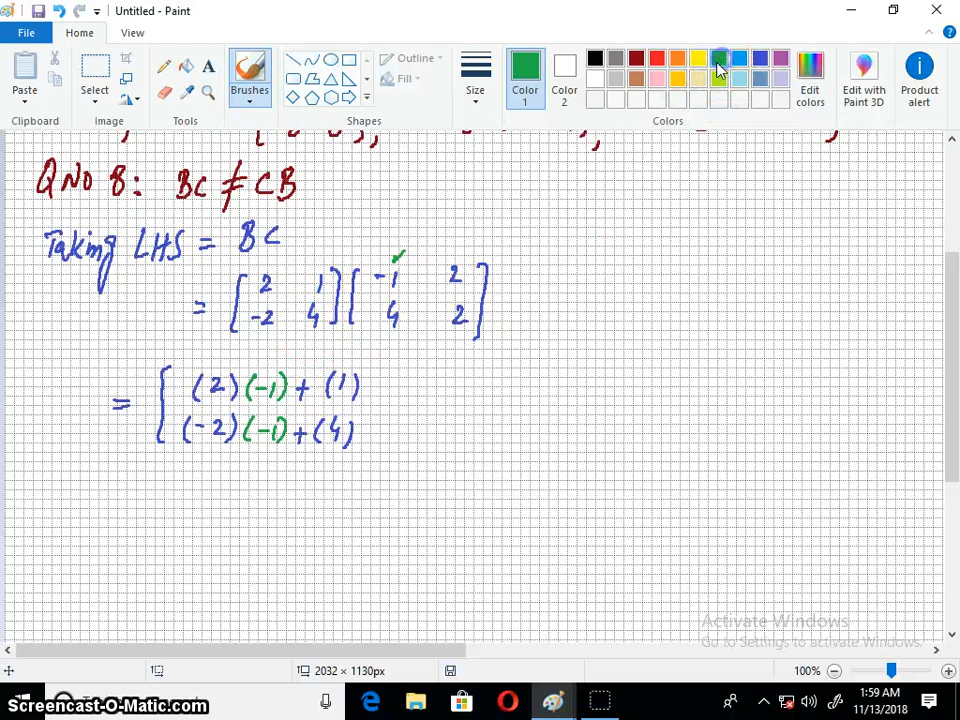 Untitled - Paint
File Home View
Paste Select Brushes Outline Fill Size Color 1 Color 2 Edit colors Edit with Paint 3D Product alert
Clipboard Image Tools Shapes Colors
QNo 8: BC ≠ CB
Taking LHS = BC
= [2 1] [-1 2]
[-2 4] [4 2]
= [ (2)(-1) + (1)
(-2)(-1) + (4)
Activate Windows
Go to Settings to activate Windows.
2032 × 1130px 100%
1:59 AM
11/13/2018
Screencast-O-Matic.com